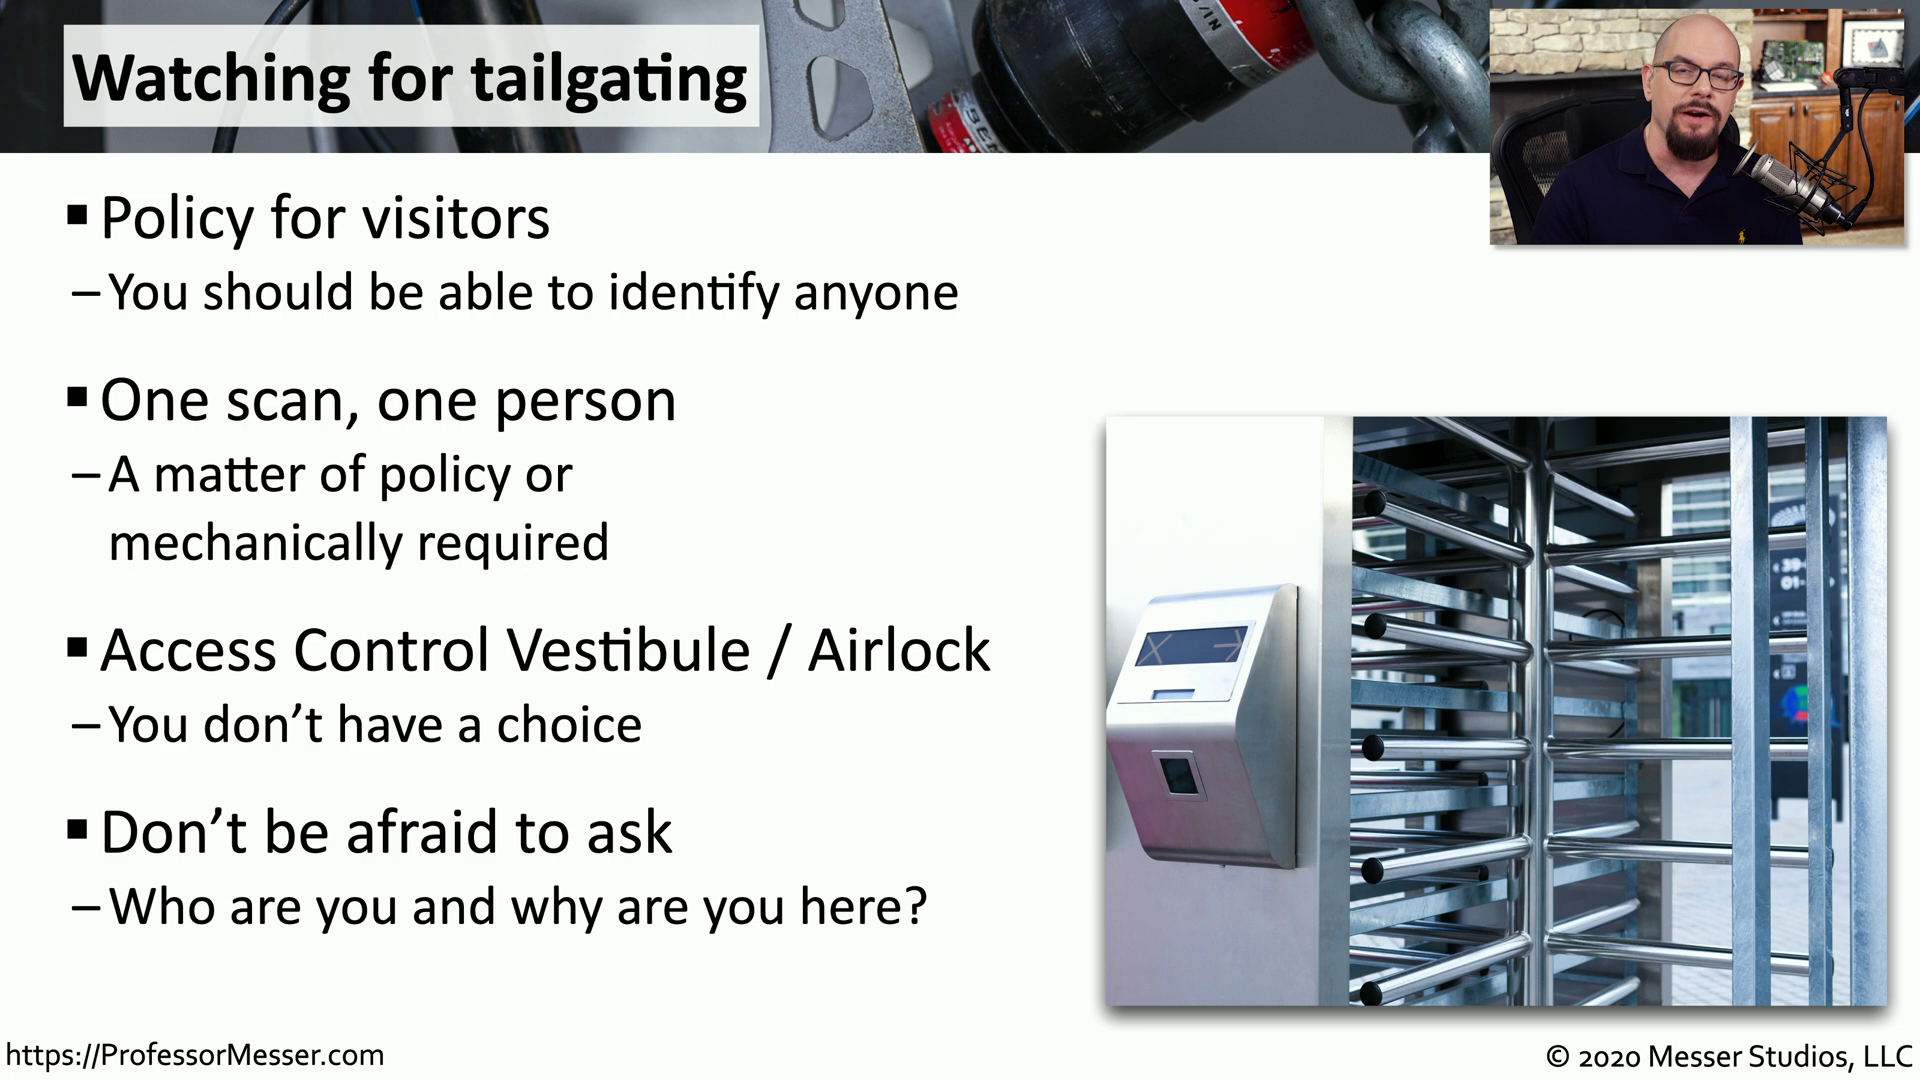 Watching for tailgating
▪ Policy for visitors
– You should be able to identify anyone
▪ One scan, one person
– A matter of policy or
mechanically required
▪ Access Control Vestibule / Airlock
– You don’t have a choice
▪ Don’t be afraid to ask
– Who are you and why are you here?
https://ProfessorMesser.com
© 2020 Messer Studios, LLC